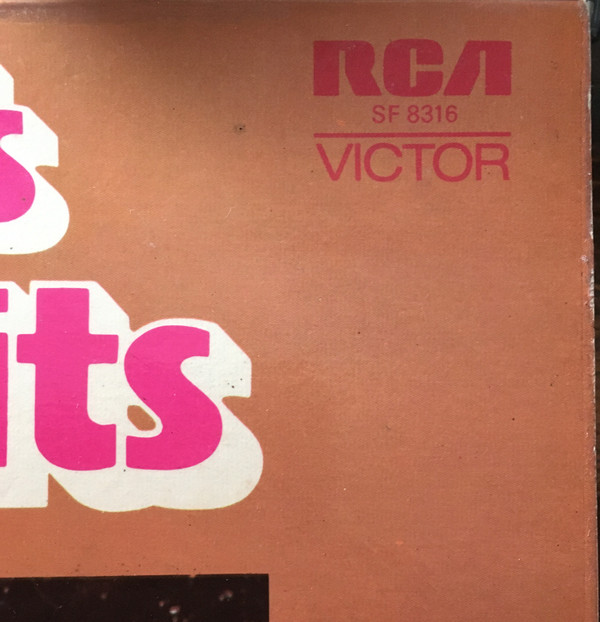 RCA
SF 8316
VICTOR
s
its